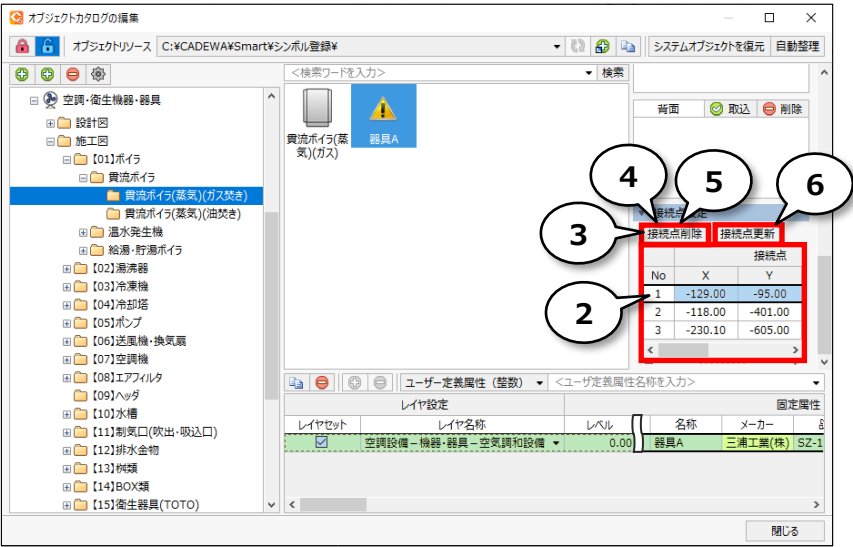 オブジェクトカタログの編集
オブジェクトリソース C:¥CADEWA¥Smart¥シンボル登録¥
システムオブジェクトを復元 自動整理
空調・衛生機器・器具
設計図
施工図
【01】ボイラ
貫流ボイラ
貫流ボイラ(蒸気)(ガス焚き)
貫流ボイラ(蒸気)(油焚き)
温水発生機
給湯・貯湯ボイラ
【02】湯沸器
【03】冷凍機
【04】冷却塔
【05】ポンプ
【06】送風機・換気扇
【07】空調機
【08】エアフィルタ
【09】ヘッダ
【10】水槽
【11】制気口(吹出・吸込口)
【12】排水金物
【13】桝類
【14】BOX類
【15】衛生器具(TOTO)
<検索ワードを入力>
検索
貫流ボイラ(蒸
気)(ガス)
器具A
背面 取込 削除
4
5
6
3
2
接続点設定
接続点削除 接続点更新
接続点
No X Y
1 -129.00 -95.00
2 -118.00 -401.00
3 -230.10 -605.00
ユーザー定義属性（整数） <ユーザ定義属性名称を入力>
レイヤ設定 固定属性
レイヤセット レイヤ名称 レベル 名称 メーカー
空調設備－機器・器具－空気調和設備 0.00 器具A 三浦工業(株) SZ-1
閉じる